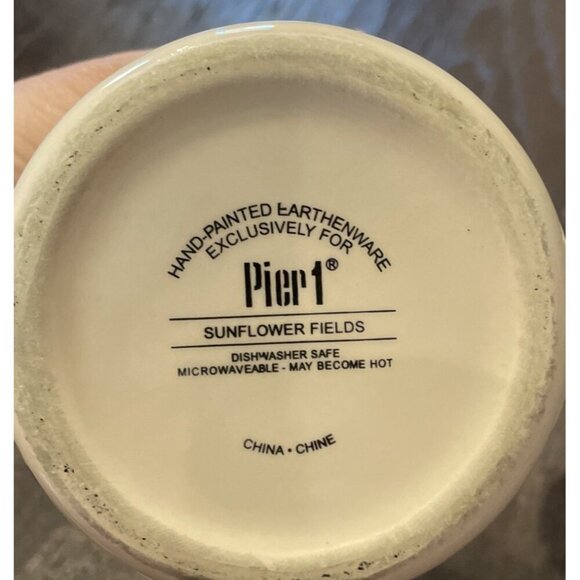 HAND-PAINTED EARTHENWARE
EXCLUSIVELY FOR
Pier1®
SUNFLOWER FIELDS
DISHWASHER SAFE
MICROWAVEABLE - MAY BECOME HOT
CHINA • CHINE